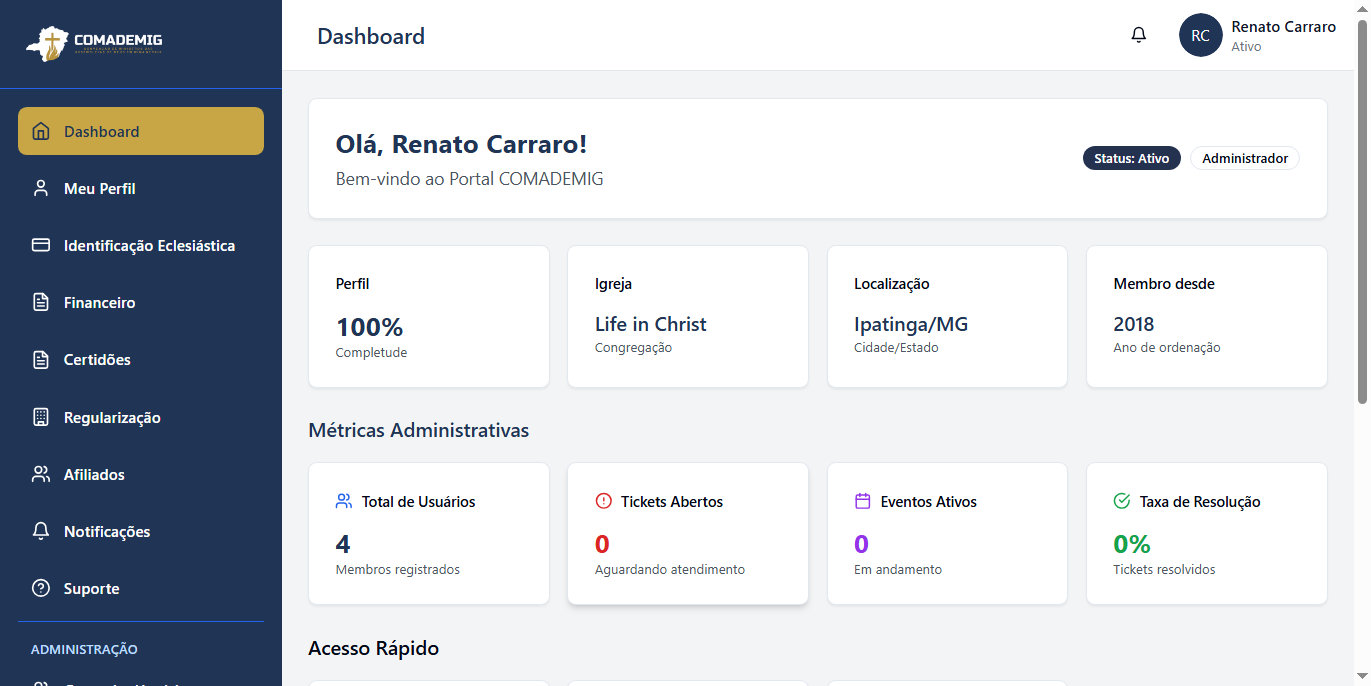 COMADEMIG
Dashboard
Meu Perfil
Identificação Eclesiástica
Financeiro
Certidões
Regularização
Afiliados
Notificações
Suporte
ADMINISTRAÇÃO
Dashboard
RC
Renato Carraro
Ativo
Olá, Renato Carraro!
Bem-vindo ao Portal COMADEMIG
Status: Ativo
Administrador
Perfil
100%
Completude
Igreja
Life in Christ
Congregação
Localização
Ipatinga/MG
Cidade/Estado
Membro desde
2018
Ano de ordenação
Métricas Administrativas
Total de Usuários
4
Membros registrados
Tickets Abertos
0
Aguardando atendimento
Eventos Ativos
0
Em andamento
Taxa de Resolução
0%
Tickets resolvidos
Acesso Rápido